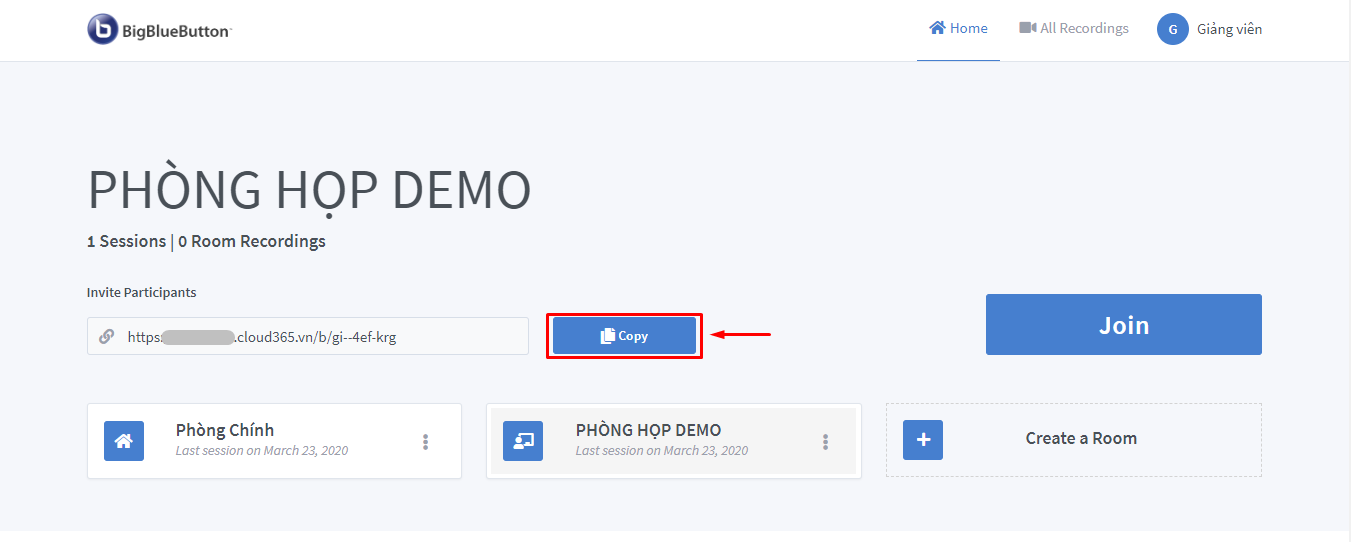 BigBlueButton™
Home
All Recordings
G
Giảng viên
PHÒNG HỌP DEMO
1 Sessions | 0 Room Recordings
Invite Participants
https: .cloud365.vn/b/gi--4ef-krg
Copy
Join
Phòng Chính
Last session on March 23, 2020
PHÒNG HỌP DEMO
Last session on March 23, 2020
Create a Room